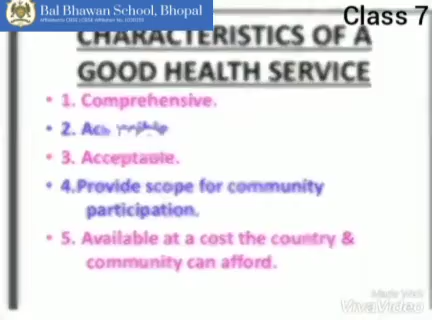 Bal Bhawan School, Bhopal
Class 7
CHARACTERISTICS OF A
GOOD HEALTH SERVICE
• 1. Comprehensive.
• 2.
• 3. Acceptable.
• 4.Provide scope for community
participation.
• 5. Available at a cost the country &
community can afford.
Made With
VivaVideo